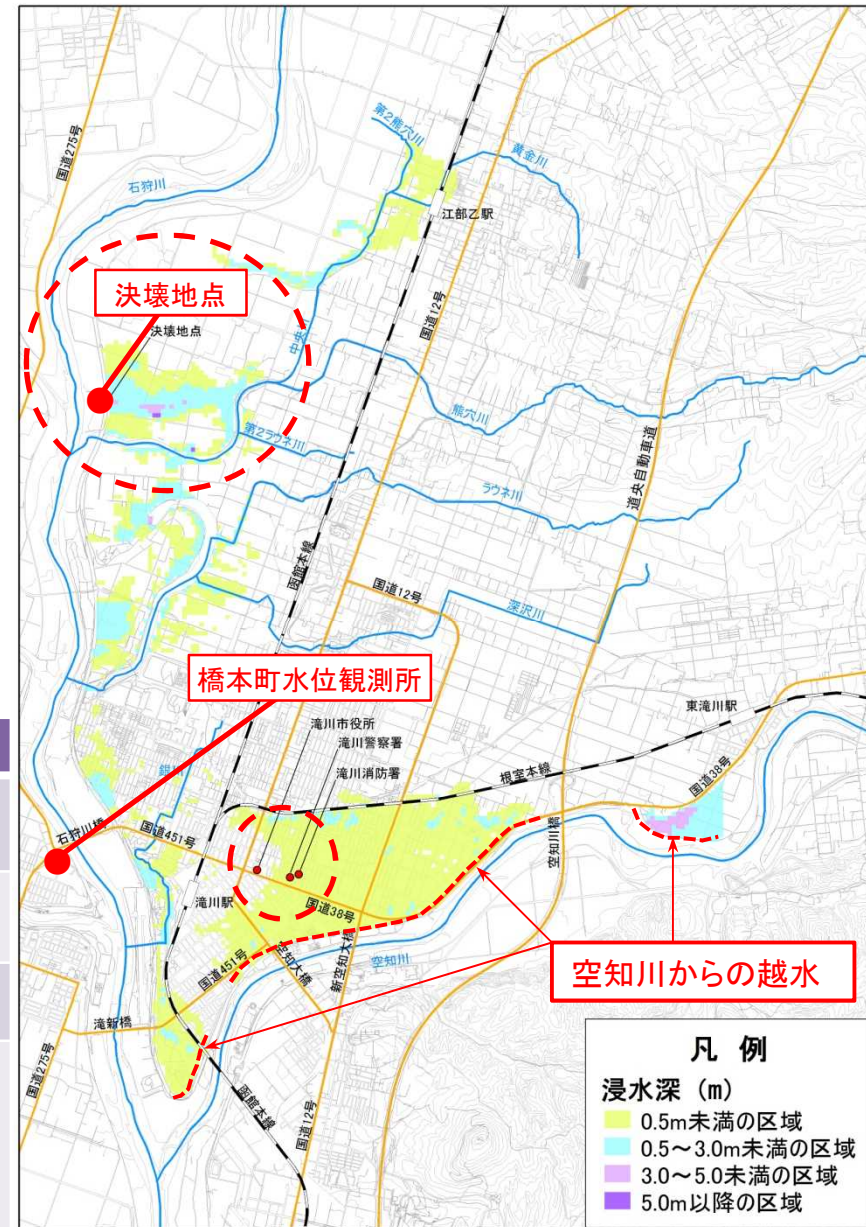 国道275号
石狩川
第2熊穴川
黄金川
江部乙駅
決壊地点
決壊地点
国道12号
中央
熊穴川
第2ラウネ川
ラウネ川
道央自動車道
函館本線
国道12号
深沢川
橋本町水位観測所
滝川市役所
滝川警察署
滝川消防署
東滝川駅
根室本線
国道38号
石狩川橋
国道451号
空知川橋
滝川駅
国道38号
国道451号
空知大橋
新空知大橋
空知川
空知川からの越水
滝新橋
国道275号
函館本線
国道12号
凡 例
浸水深 (m)
0.5m未満の区域
0.5～3.0m未満の区域
3.0～5.0未満の区域
5.0m以降の区域